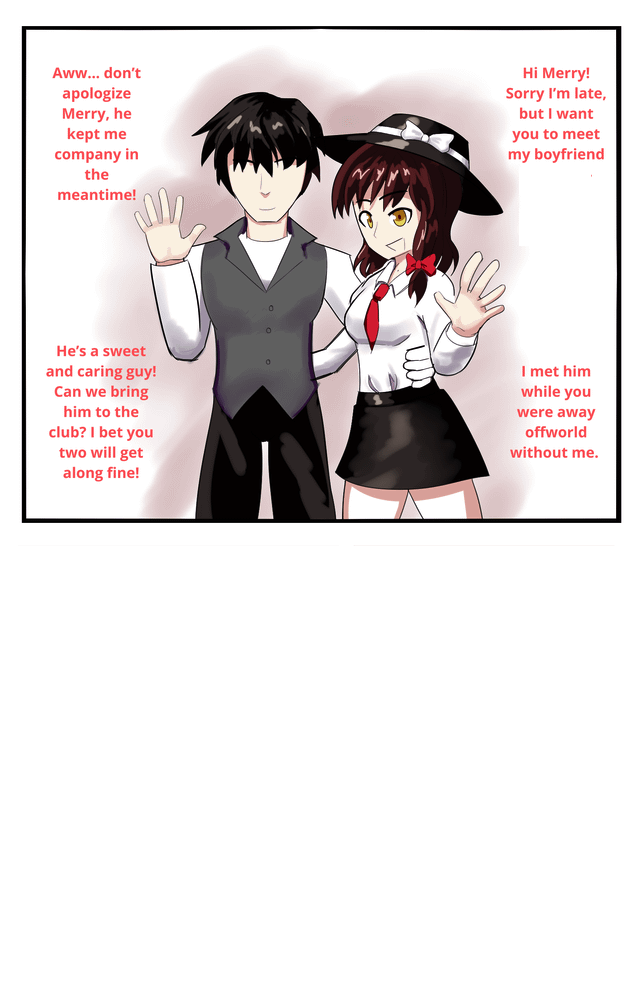 Hi Merry!
Sorry I'm late,
but I want
you to meet
my boyfriend
Aww... don't
apologize
Merry, he
kept me
company in
the
meantime!
I met him
while you
were away
offworld
without me.
He's a sweet
and caring guy!
Can we bring
him to the
club? I bet you
two will get
along fine!